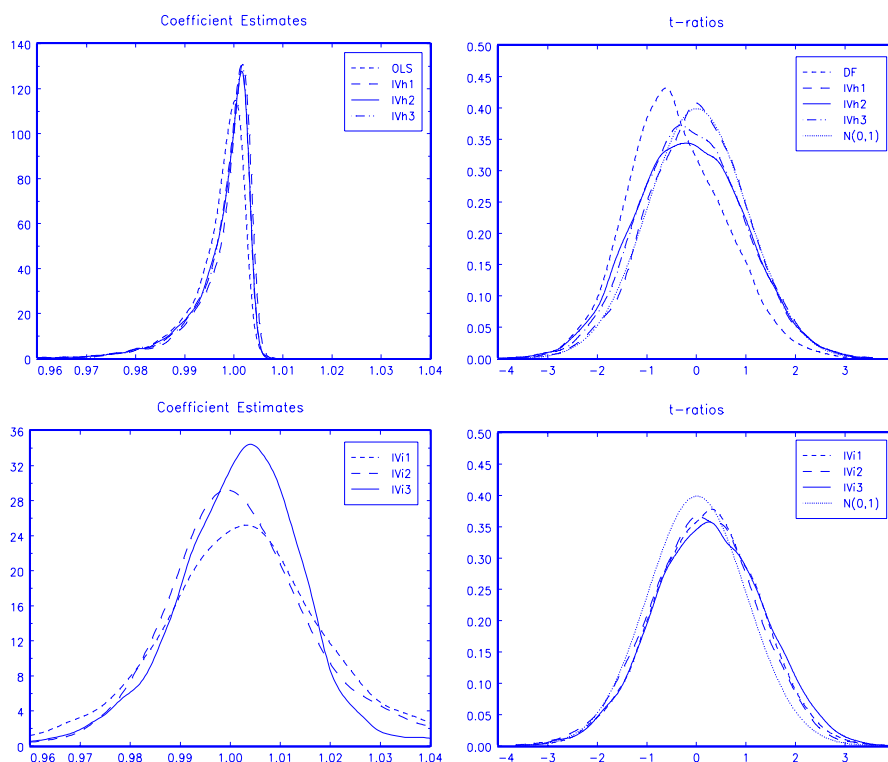 Coefficient Estimates
140
120
100
80
60
40
20
0
0.96 0.97 0.98 0.99 1.00 1.01 1.02 1.03 1.04
OLS
IVh1
IVh2
IVh3
t-ratios
0.50
0.45
0.40
0.35
0.30
0.25
0.20
0.15
0.10
0.05
0.00
-4 -3 -2 -1 0 1 2 3
DF
IVh1
IVh2
IVh3
N(0,1)
Coefficient Estimates
36
32
28
24
20
16
12
8
4
0
0.96 0.97 0.98 0.99 1.00 1.01 1.02 1.03 1.04
IVi1
IVi2
IVi3
t-ratios
0.50
0.45
0.40
0.35
0.30
0.25
0.20
0.15
0.10
0.05
0.00
-4 -3 -2 -1 0 1 2 3
IVi1
IVi2
IVi3
N(0,1)